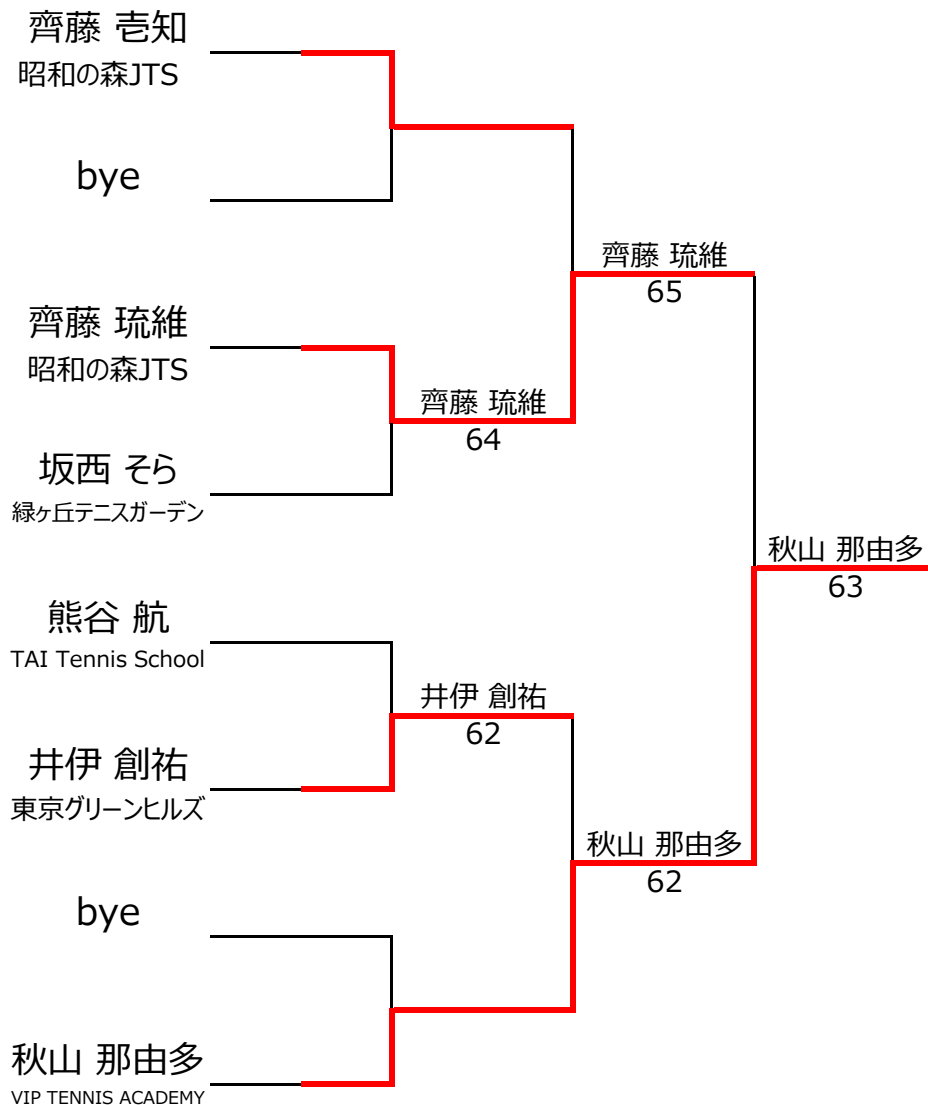 齊藤 壱知
昭和の森JTS
bye
齊藤 琉維
65
齊藤 琉維
昭和の森JTS
齊藤 琉維
64
坂西 そら
緑ヶ丘テニスガーデン
秋山 那由多
63
熊谷 航
TAI Tennis School
井伊 創祐
62
井伊 創祐
東京グリーンヒルズ
秋山 那由多
62
bye
秋山 那由多
VIP TENNIS ACADEMY